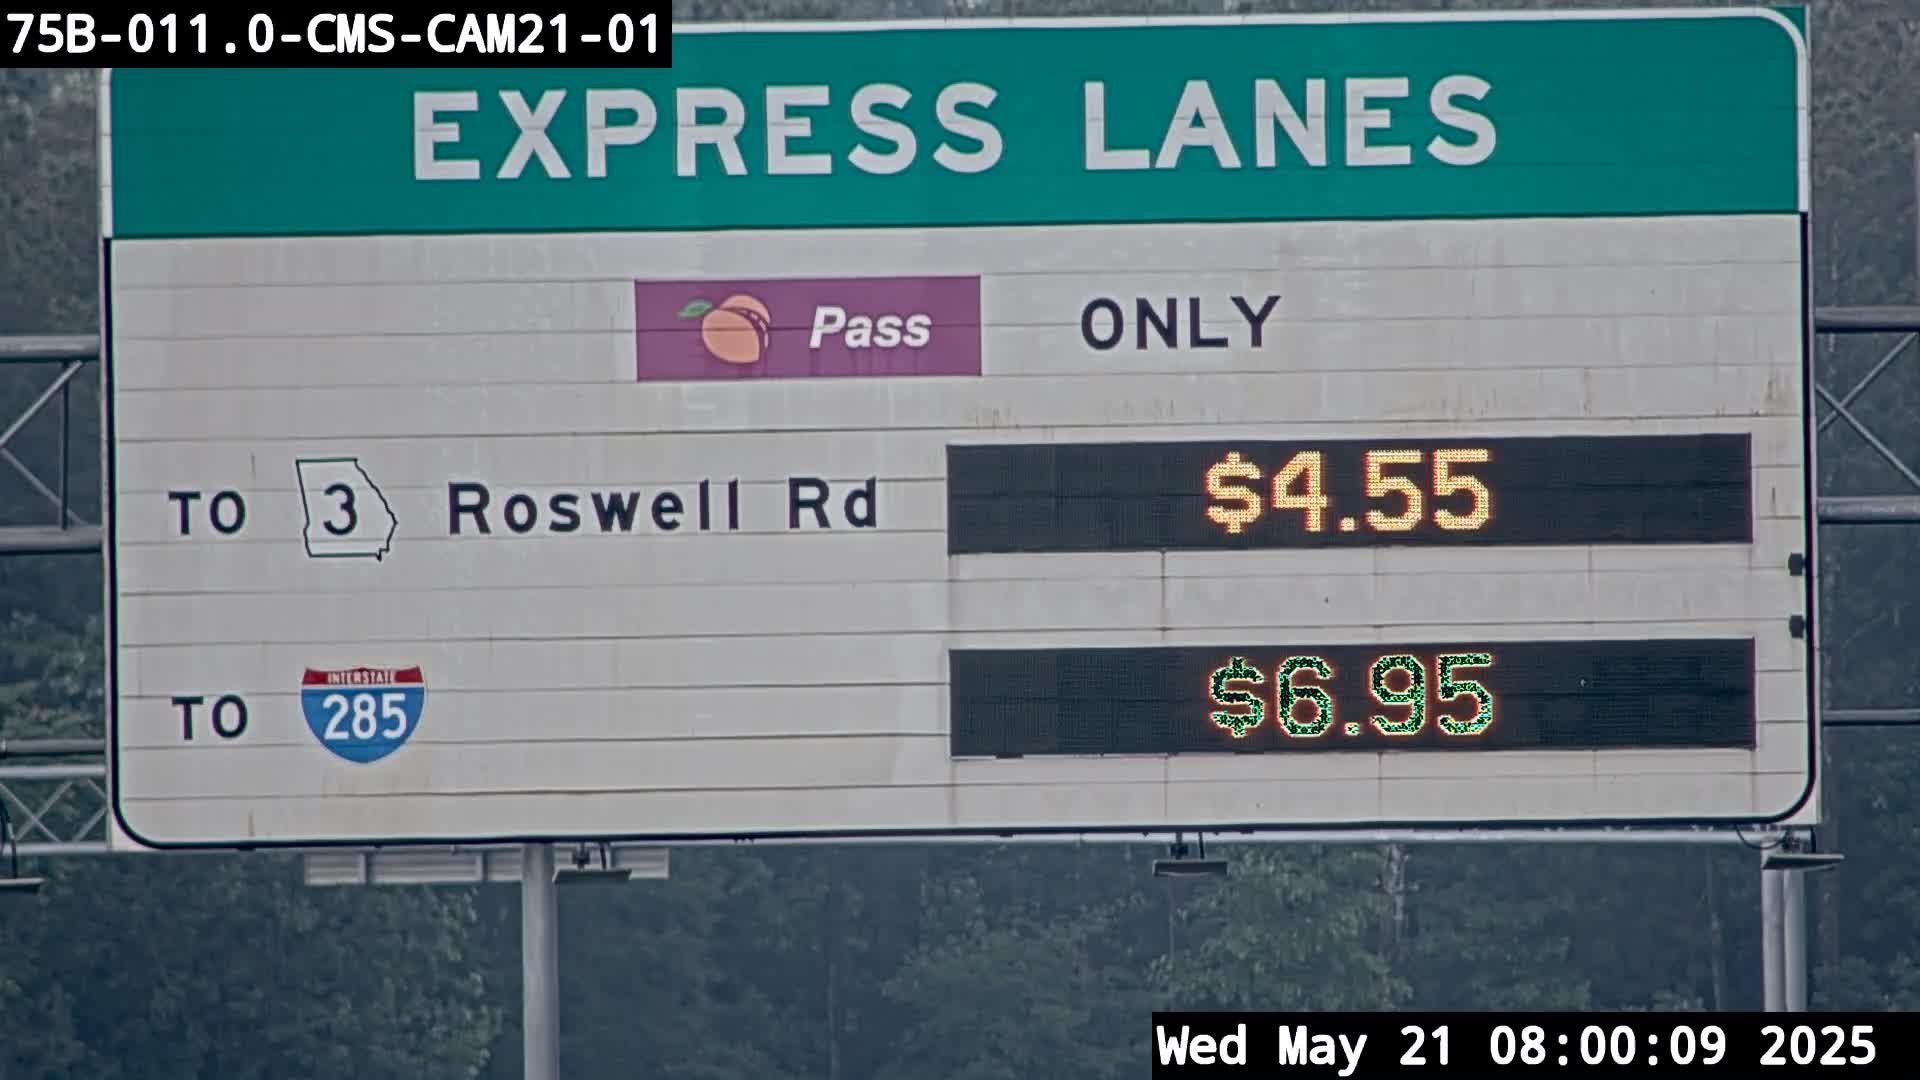 75B-011.0-CMS-CAM21-01
EXPRESS LANES
Pass ONLY
TO 3 Roswell Rd $4.55
TO INTERSTATE 285 $6.95
Wed May 21 08:00:09 2025